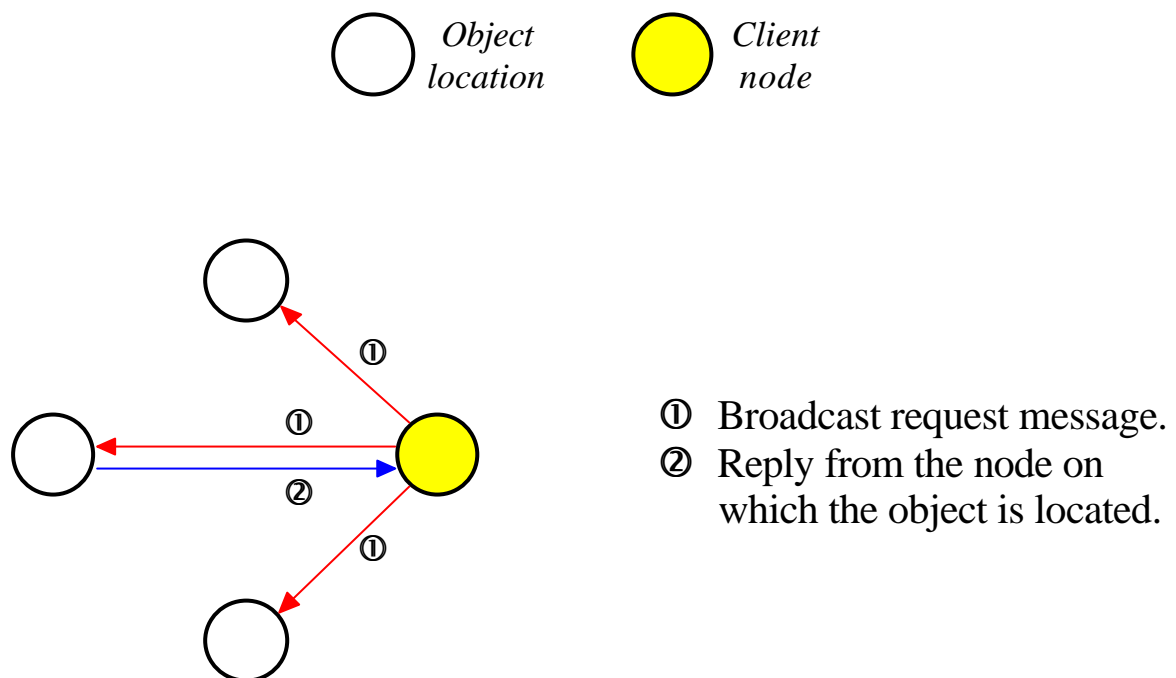 Object
location
Client
node
①
①
②
①
① Broadcast request message.
② Reply from the node on
which the object is located.